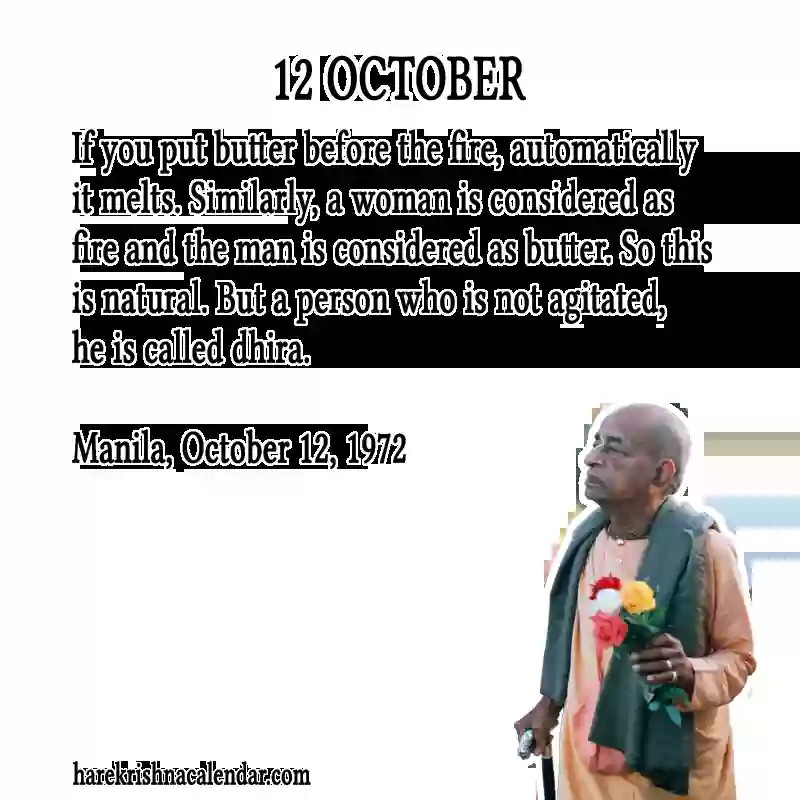 12 OCTOBER
If you put butter before the fire, automatically
it melts. Similarly, a woman is considered as
fire and the man is considered as butter. So this
is natural. But a person who is not agitated,
he is called dhira.
Manila, October 12, 1972
harekrishnacalendar.com